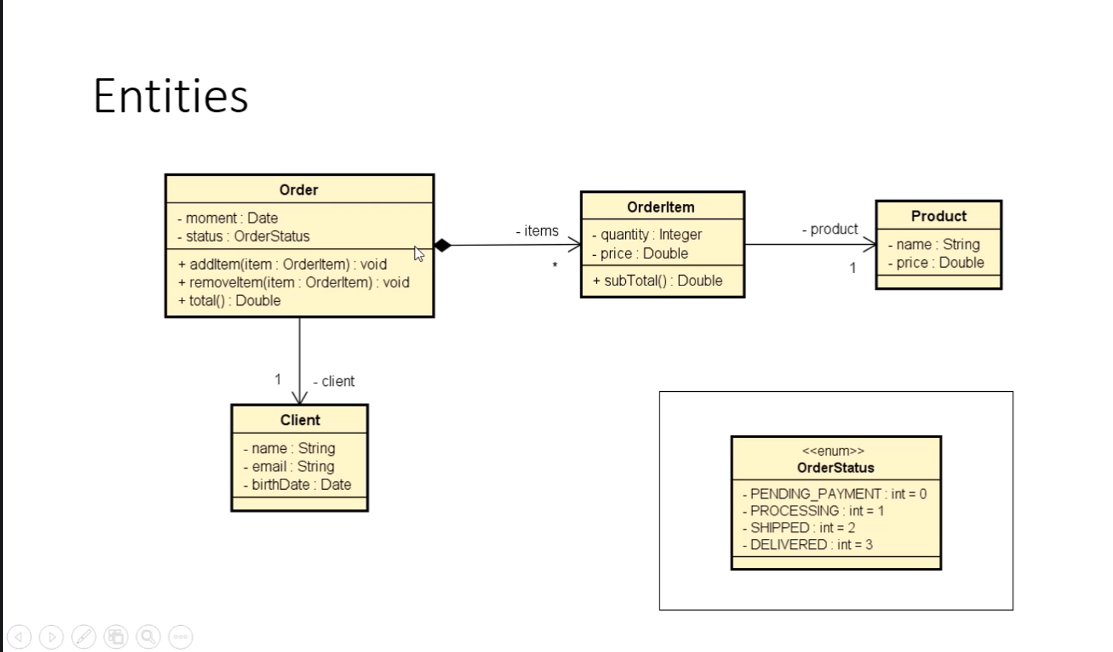 Entities
Order
- moment : Date
- status : OrderStatus
+ addItem(item : OrderItem) : void
+ removeItem(item : OrderItem) : void
+ total() : Double
- items
*
OrderItem
- quantity : Integer
- price : Double
+ subTotal() : Double
- product
1
Product
- name : String
- price : Double
1
- client
Client
- name : String
- email : String
- birthDate : Date
<<enum>>
OrderStatus
- PENDING_PAYMENT : int = 0
- PROCESSING : int = 1
- SHIPPED : int = 2
- DELIVERED : int = 3